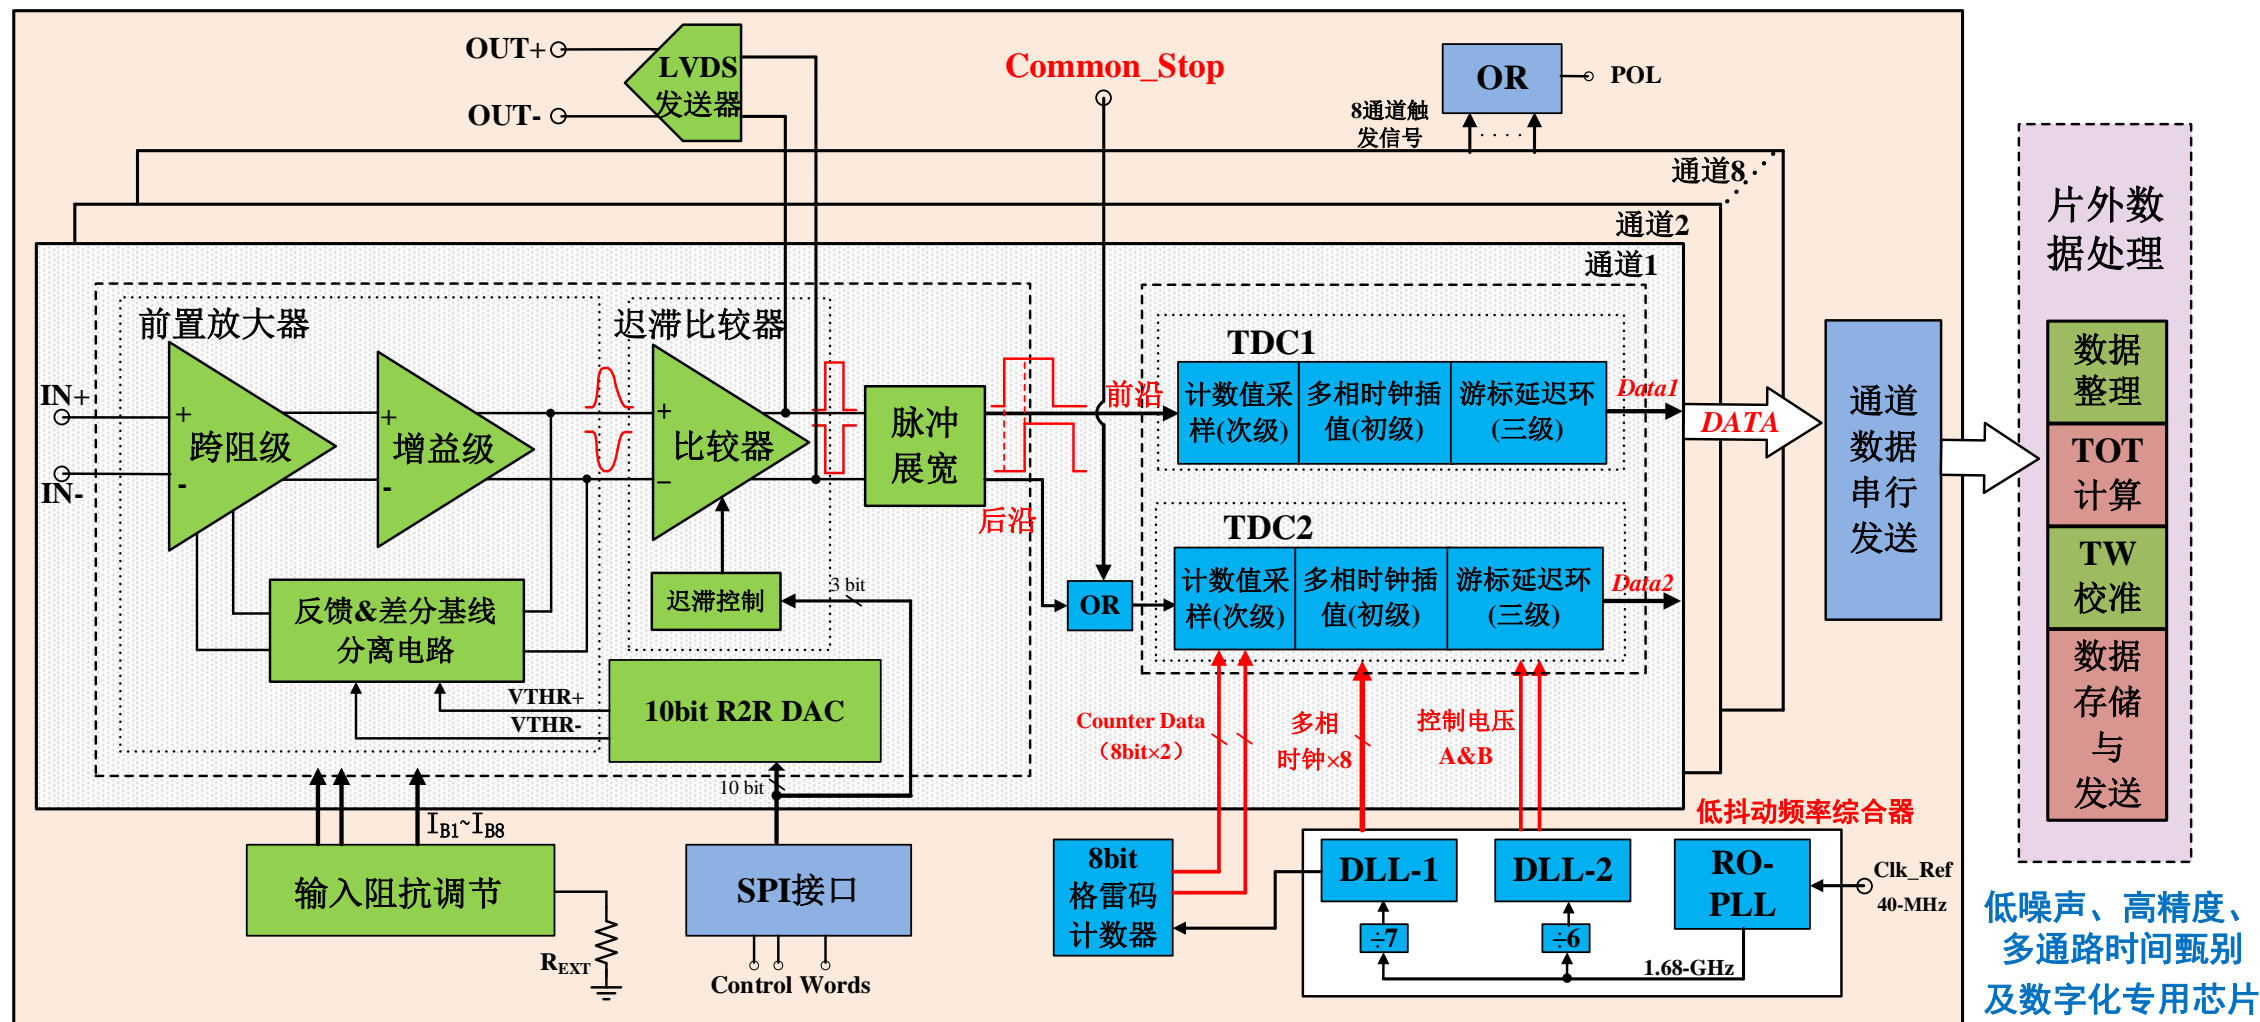 OUT+
OUT-
LVDS
发送器
Common_Stop
OR
POL
8通道触
发信号
· · · ·
通道8
通道2
通道1
前置放大器
迟滞比较器
IN+
IN-
+
-
跨阻级
+
-
增益级
+
−
比较器
脉冲
展宽
前沿
后沿
TDC1
计数值采
样(次级)
多相时钟插
值(初级)
游标延迟环
(三级)
Data1
TDC2
计数值采
样(次级)
多相时钟插
值(初级)
游标延迟环
(三级)
Data2
OR
DATA
通道
数据
串行
发送
片外数
据处理
数据
整理
TOT
计算
TW
校准
数据
存储
与
发送
反馈&差分基线
分离电路
迟滞控制
3 bit
VTHR+
VTHR-
10bit R2R DAC
10 bit
Counter Data
（8bit×2）
多相
时钟×8
控制电压
A&B
IB1~IB8
输入阻抗调节
REXT
SPI接口
Control Words
8bit
格雷码
计数器
低抖动频率综合器
DLL-1
DLL-2
RO-
PLL
÷7
÷6
1.68-GHz
Clk_Ref
40-MHz
低噪声、高精度、
多通路时间甄别
及数字化专用芯片